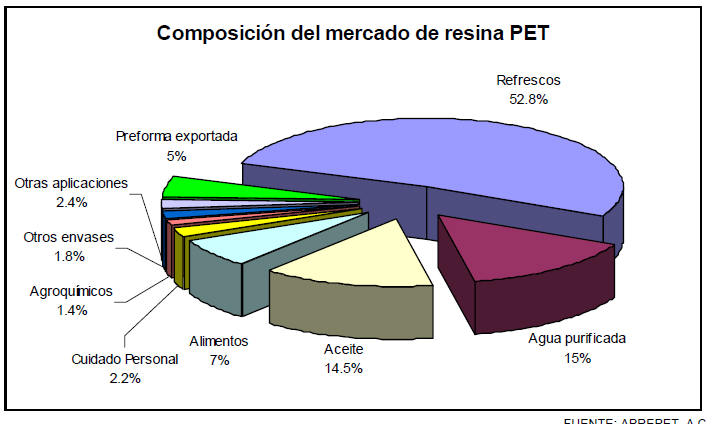 Composición del mercado de resina PET
Refrescos
52.8%
Preforma exportada
5%
Otras aplicaciones
2.4%
Otros envases
1.8%
Agroquímicos
1.4%
Cuidado Personal
2.2%
Alimentos
7%
Aceite
14.5%
Agua purificada
15%
FUENTE: